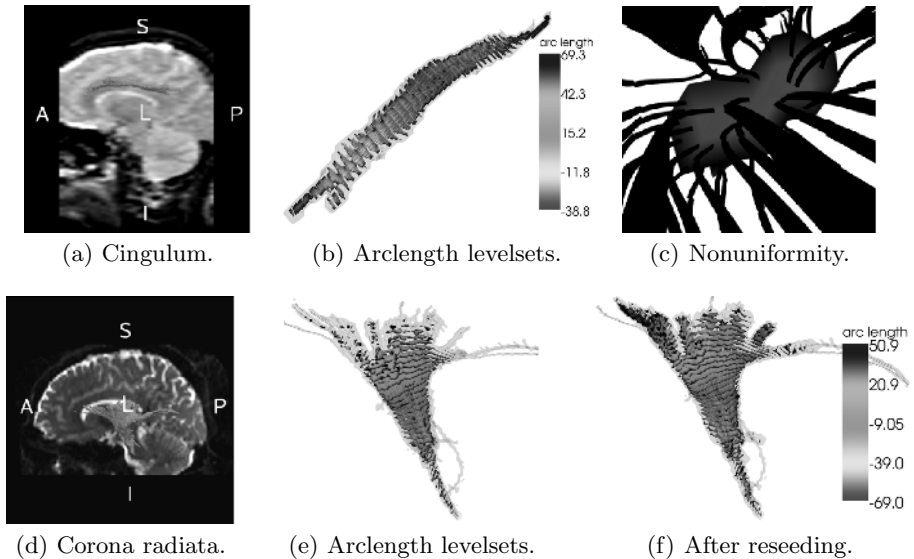 S
A
L
P
I
arc length
69.3
42.3
15.2
-11.8
-38.8
(a) Cingulum.
(b) Arclength levelsets.
(c) Nonuniformity.
S
A
L
P
I
arc length
50.9
20.9
-9.05
-39.0
-69.0
(d) Corona radiata.
(e) Arclength levelsets.
(f) After reseeding.